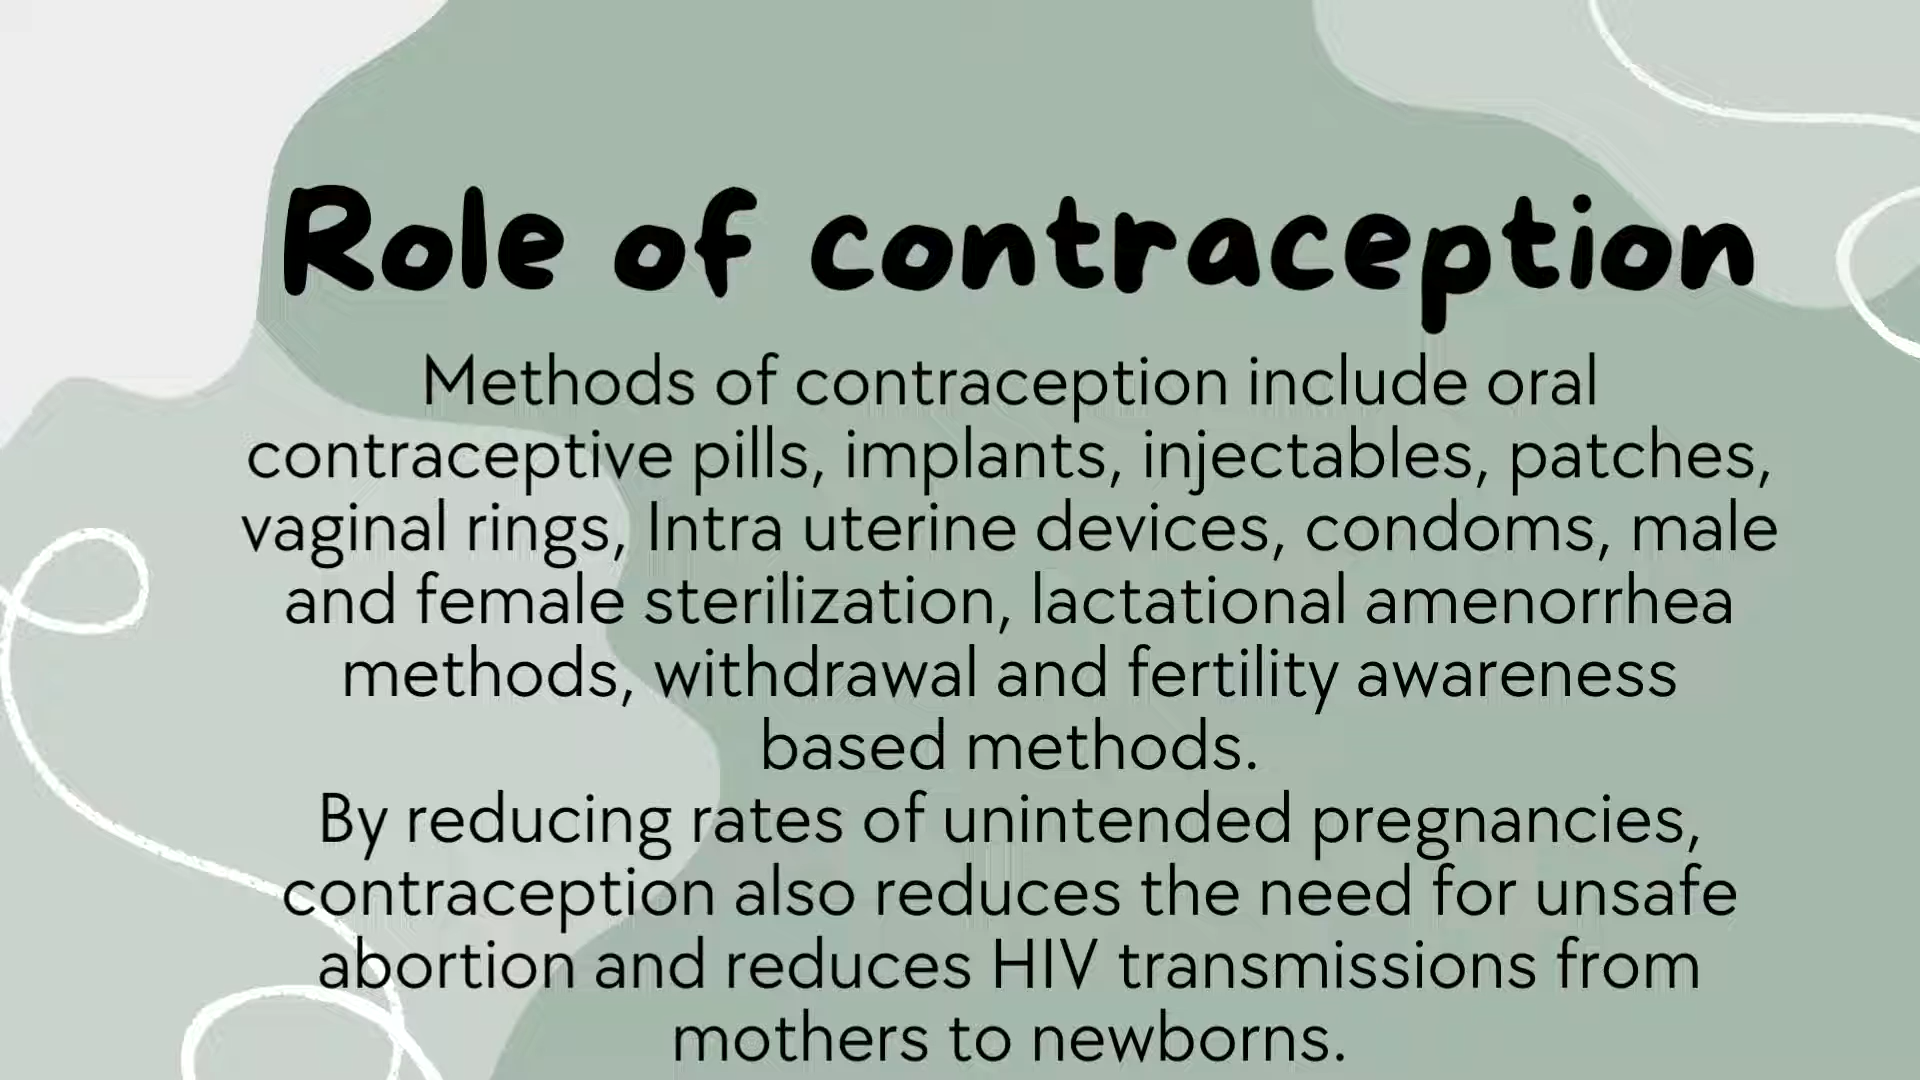 Role of contraception
Methods of contraception include oral
contraceptive pills, implants, injectables, patches,
vaginal rings, Intra uterine devices, condoms, male
and female sterilization, lactational amenorrhea
methods, withdrawal and fertility awareness
based methods.
By reducing rates of unintended pregnancies,
contraception also reduces the need for unsafe
abortion and reduces HIV transmissions from
mothers to newborns.